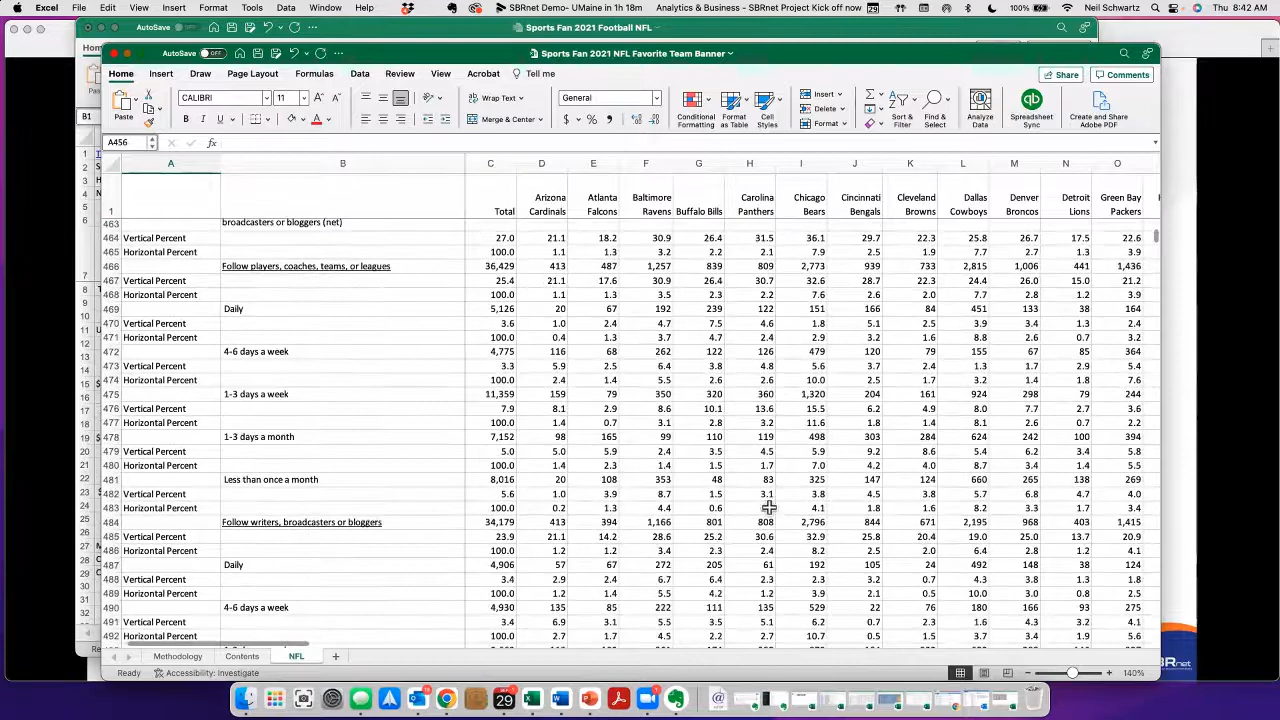 Excel File Edit View Insert Format Tools Data Window Help SBRnet Demo- UMaine in 1h 18m Analytics & Business - SBRnet Project Kick off now 29 Neil Schwartz Thu 8:42 AM
AutoSave Sports Fan 2021 Football NFL
AutoSave OFF Sports Fan 2021 NFL Favorite Team Banner
Home Insert Draw Page Layout Formulas Data Review View Acrobat Tell me Share Comments
Paste CALIBRI 11 Wrap Text General Conditional Formatting Format as Table Cell Styles Insert Sort & Filter Find & Select Analyze Data Spreadsheet Sync Create and Share Adobe PDF
B I U Merge & Center $ % Delete Format
A456 fx
A B C D E F G H I J K L M N O
1 Total Arizona Cardinals Atlanta Falcons Baltimore Ravens Buffalo Bills Carolina Panthers Chicago Bears Cincinnati Bengals Cleveland Browns Dallas Cowboys Denver Broncos Detroit Lions Green Bay Packers
463 broadcasters or bloggers (net)
464 Vertical Percent 27.0 21.1 18.2 30.9 26.4 31.5 36.1 29.7 22.3 25.8 26.7 17.5 22.6
465 Horizontal Percent 100.0 1.1 1.3 3.2 2.2 2.1 7.9 2.5 1.9 7.7 2.7 1.3 3.9
466 Follow players, coaches, teams, or leagues 36,429 413 487 1,257 839 809 2,773 939 733 2,815 1,006 441 1,436
467 Vertical Percent 25.4 21.1 17.6 30.9 26.4 30.7 32.6 28.7 22.3 24.4 26.0 15.0 21.2
468 Horizontal Percent 100.0 1.1 1.3 3.5 2.3 2.2 7.6 2.6 2.0 7.7 2.8 1.2 3.9
469 Daily 5,126 20 67 192 239 122 151 166 84 451 133 38 164
470 Vertical Percent 3.6 1.0 2.4 4.7 7.5 4.6 1.8 5.1 2.5 3.9 3.4 1.3 2.4
471 Horizontal Percent 100.0 0.4 1.3 3.7 4.7 2.4 2.9 3.2 1.6 8.8 2.6 0.7 3.2
472 4-6 days a week 4,775 116 68 262 122 126 479 120 79 155 67 85 364
473 Vertical Percent 3.3 5.9 2.5 6.4 3.8 4.8 5.6 3.7 2.4 1.3 1.7 2.9 5.4
474 Horizontal Percent 100.0 2.4 1.4 5.5 2.6 2.6 10.0 2.5 1.7 3.2 1.4 1.8 7.6
475 1-3 days a week 11,359 159 79 350 320 360 1,320 204 161 924 298 79 244
476 Vertical Percent 7.9 8.1 2.9 8.6 10.1 13.6 15.5 6.2 4.9 8.0 7.7 2.7 3.6
477 Horizontal Percent 100.0 1.4 0.7 3.1 2.8 3.2 11.6 1.8 1.4 8.1 2.6 0.7 2.2
478 1-3 days a month 7,152 98 165 99 110 119 498 303 284 624 242 100 394
479 Vertical Percent 5.0 5.0 5.9 2.4 3.5 4.5 5.9 9.2 8.6 5.4 6.2 3.4 5.8
480 Horizontal Percent 100.0 1.4 2.3 1.4 1.5 1.7 7.0 4.2 4.0 8.7 3.4 1.4 5.5
481 Less than once a month 8,016 20 108 353 48 83 325 147 124 660 265 138 269
482 Vertical Percent 5.6 1.0 3.9 8.7 1.5 3.1 3.8 4.5 3.8 5.7 6.8 4.7 4.0
483 Horizontal Percent 100.0 0.2 1.3 4.4 0.6 4.1 1.8 1.6 8.2 3.3 1.7 3.4
484 Follow writers, broadcasters or bloggers 34,179 413 394 1,166 801 808 2,796 844 671 2,195 968 403 1,415
485 Vertical Percent 23.9 21.1 14.2 28.6 25.2 30.6 32.9 25.8 20.4 19.0 25.0 13.7 20.9
486 Horizontal Percent 100.0 1.2 1.2 3.4 2.3 2.4 8.2 2.5 2.0 6.4 2.8 1.2 4.1
487 Daily 4,906 57 67 272 205 61 192 105 24 492 148 38 124
488 Vertical Percent 3.4 2.9 2.4 6.7 6.4 2.3 2.3 3.2 0.7 4.3 3.8 1.3 1.8
489 Horizontal Percent 100.0 1.2 1.4 5.5 4.2 1.2 3.9 2.1 0.5 10.0 3.0 0.8 2.5
490 4-6 days a week 4,930 135 85 222 111 135 529 22 76 180 166 93 275
491 Vertical Percent 3.4 6.9 3.1 5.5 3.5 5.1 6.2 0.7 2.3 1.6 4.3 3.2 4.1
492 Horizontal Percent 100.0 2.7 1.7 4.5 2.2 2.7 10.7 0.5 1.5 3.7 3.4 1.9 5.6
Methodology Contents NFL +
Ready Accessibility: Investigate 140%
BRnet